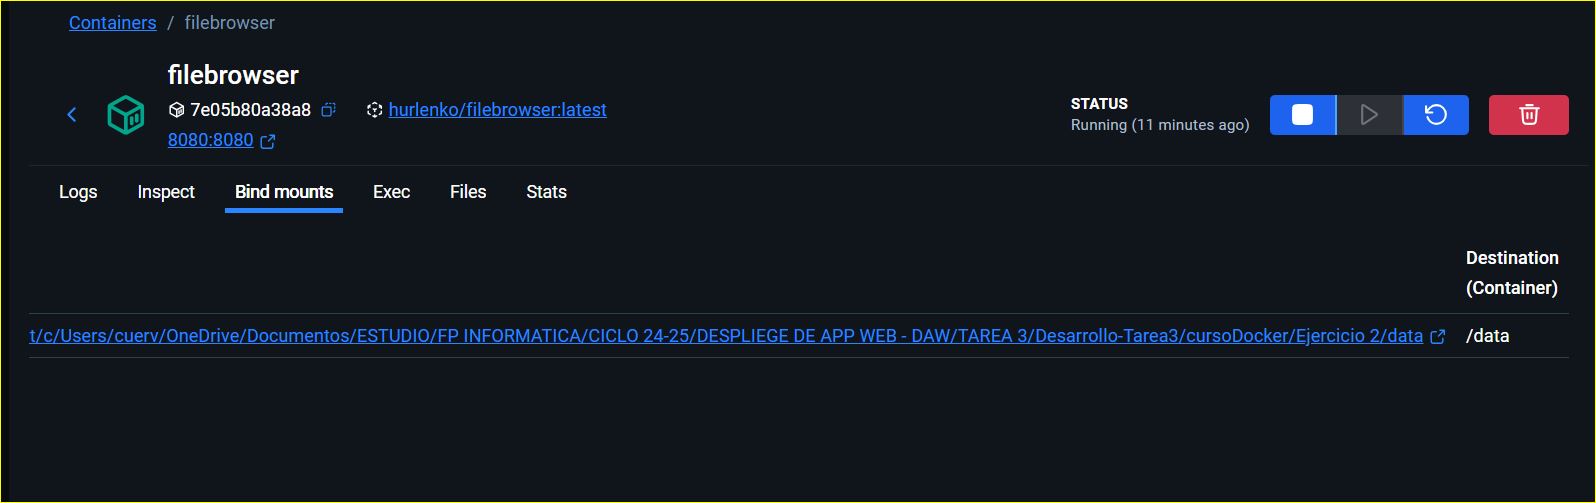 Containers / filebrowser
filebrowser
7e05b80a38a8 hurlenko/filebrowser:latest
8080:8080
STATUS
Running (11 minutes ago)
Logs Inspect Bind mounts Exec Files Stats
Destination
(Container)
t/c/Users/cuerv/OneDrive/Documentos/ESTUDIO/FP INFORMATICA/CICLO 24-25/DESPLIEGE DE APP WEB - DAW/TAREA 3/Desarrollo-Tarea3/cursoDocker/Ejercicio 2/data /data